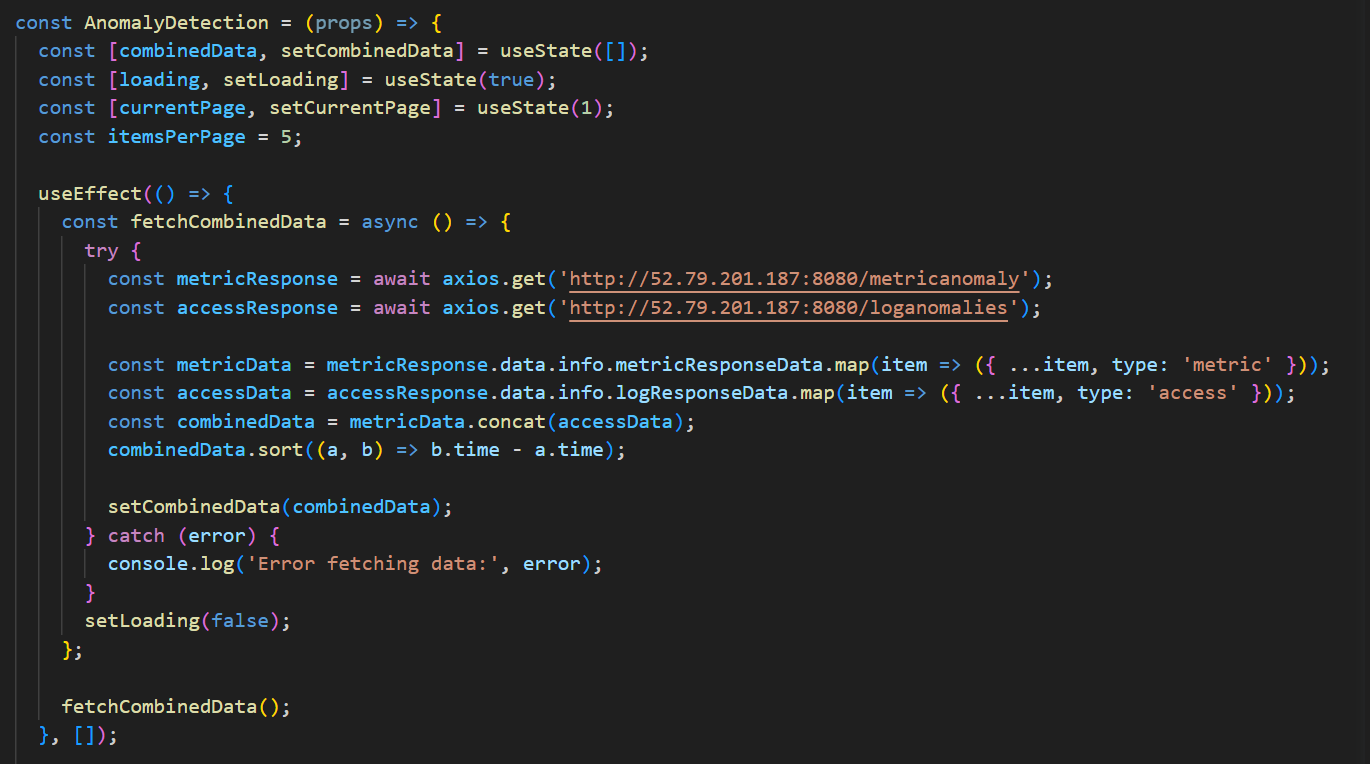 const AnomalyDetection = (props) => {
const [combinedData, setCombinedData] = useState([]);
const [loading, setLoading] = useState(true);
const [currentPage, setCurrentPage] = useState(1);
const itemsPerPage = 5;
useEffect(() => {
const fetchCombinedData = async () => {
try {
const metricResponse = await axios.get('http://52.79.201.187:8080/metricanomaly');
const accessResponse = await axios.get('http://52.79.201.187:8080/loganomalies');
const metricData = metricResponse.data.info.metricResponseData.map(item => ({ ...item, type: 'metric' }));
const accessData = accessResponse.data.info.logResponseData.map(item => ({ ...item, type: 'access' }));
const combinedData = metricData.concat(accessData);
combinedData.sort((a, b) => b.time - a.time);
setCombinedData(combinedData);
} catch (error) {
console.log('Error fetching data:', error);
}
setLoading(false);
};
fetchCombinedData();
}, []);